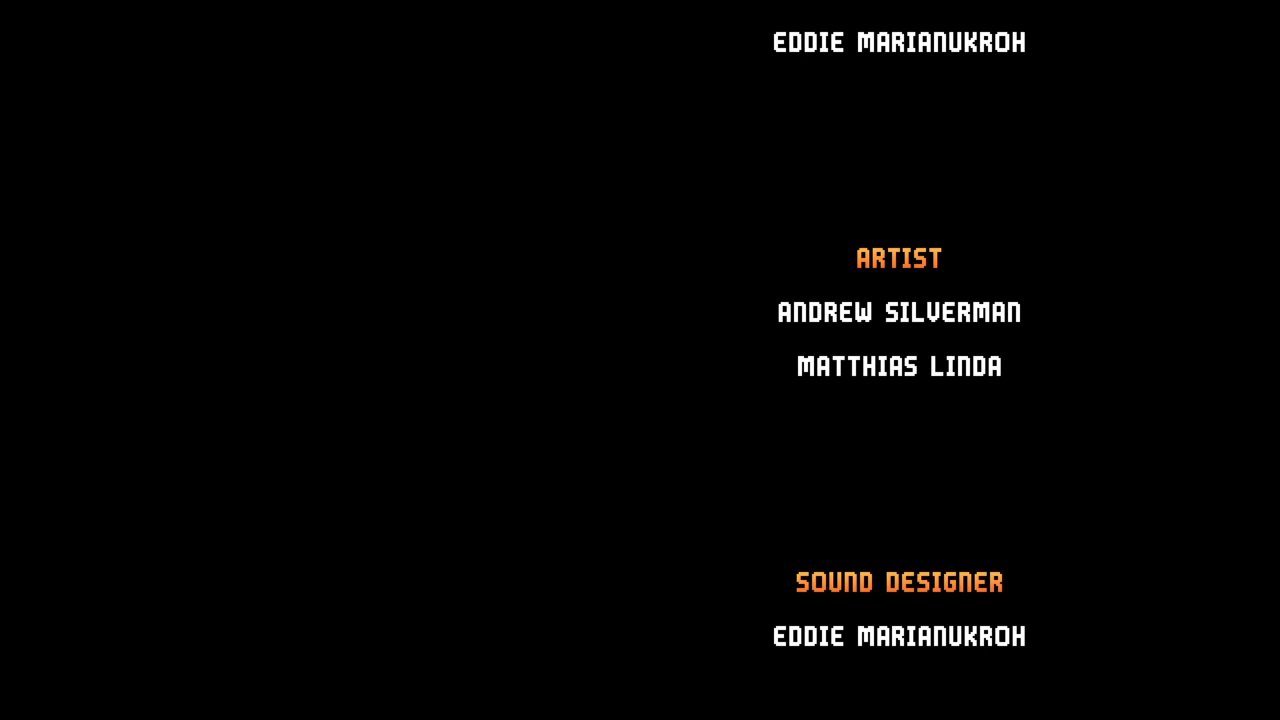 EDDIE MARIANUKROH
ARTIST
ANDREW SILVERMAN
MATTHIAS LINDA
SOUND DESIGNER
EDDIE MARIANUKROH